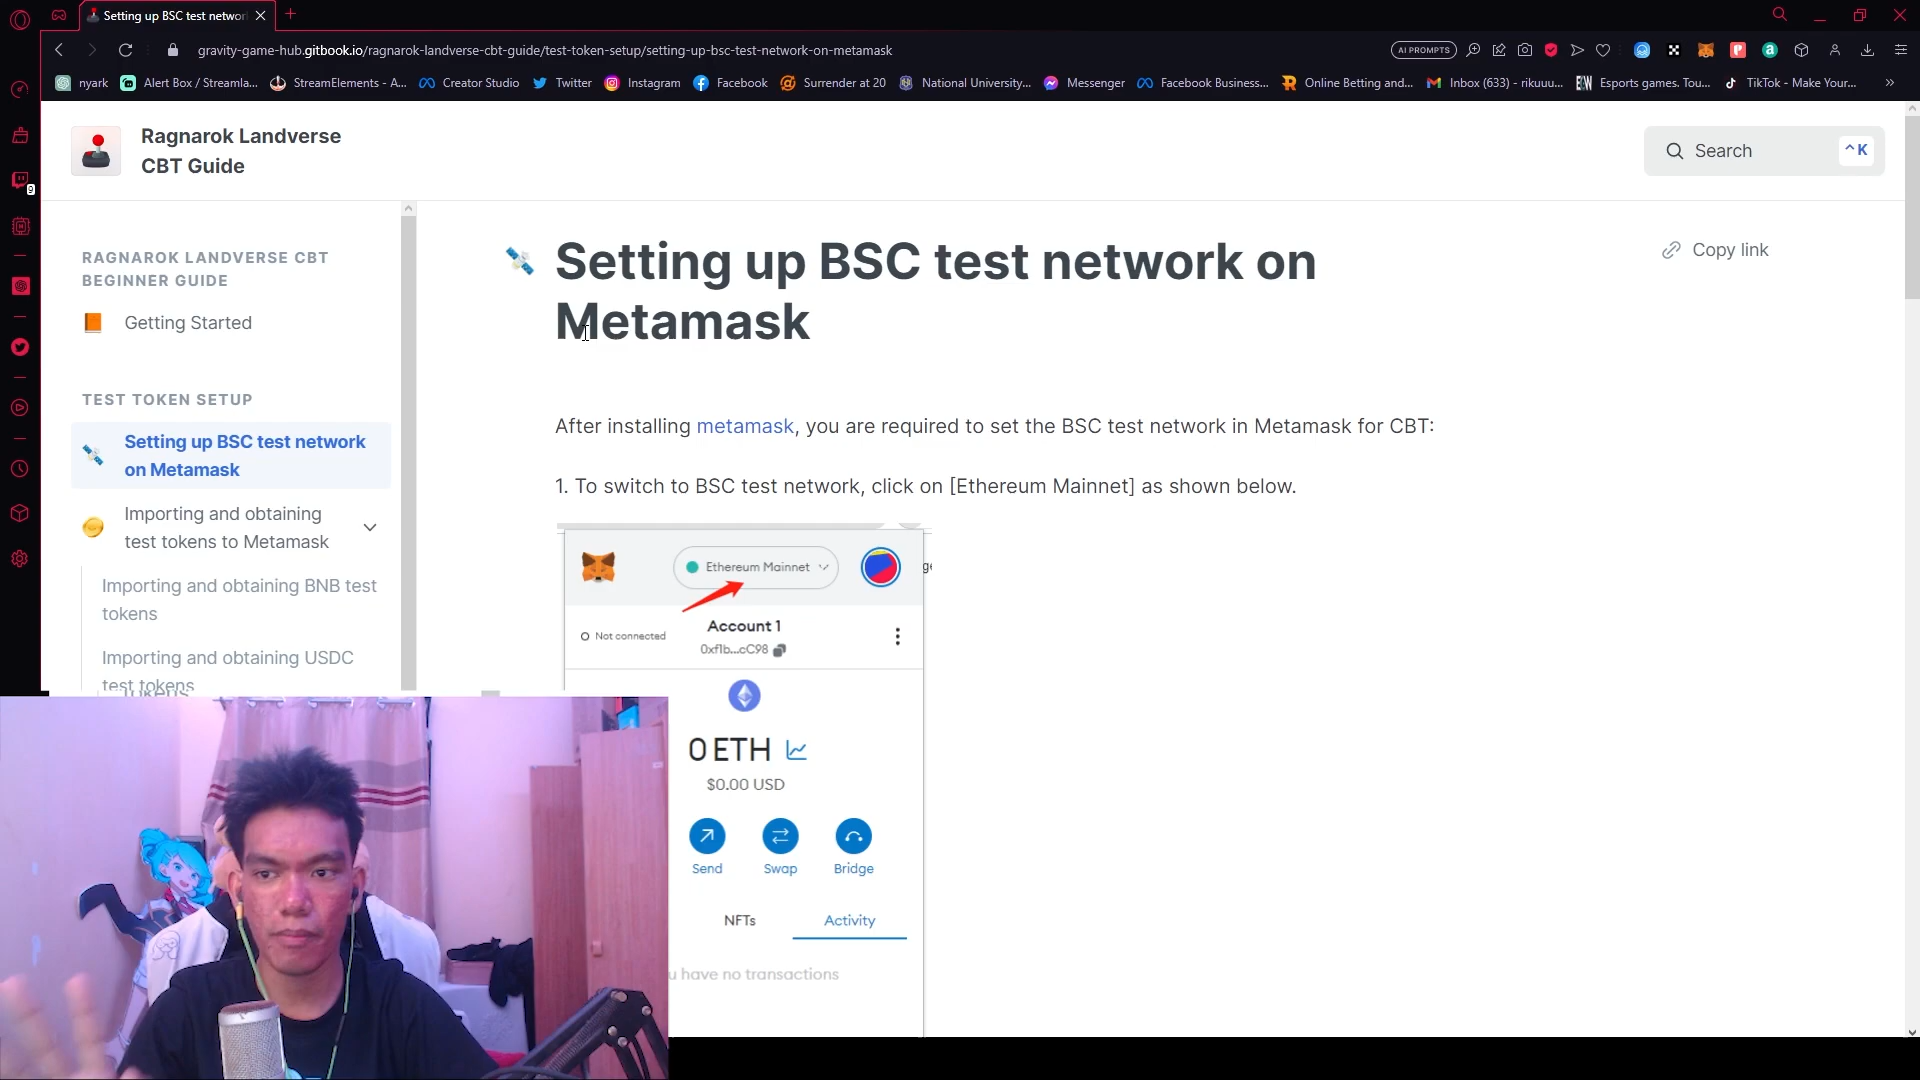 Setting up BSC test networ
gravity-game-hub.gitbook.io/ragnarok-landverse-cbt-guide/test-token-setup/setting-up-bsc-test-network-on-metamask
AI PROMPTS
nyark
Alert Box / Streamla...
StreamElements - A...
Creator Studio
Twitter
Instagram
Facebook
Surrender at 20
National University...
Messenger
Facebook Business...
Online Betting and...
Inbox (633) - rikuuu...
Esports games. Tou...
TikTok - Make Your...
9
Ragnarok Landverse
CBT Guide
Search
^K
RAGNAROK LANDVERSE CBT
BEGINNER GUIDE
Getting Started
TEST TOKEN SETUP
Setting up BSC test network
on Metamask
Importing and obtaining
test tokens to Metamask
Importing and obtaining BNB test
tokens
Importing and obtaining USDC
test tokens
Setting up BSC test network on
Metamask
Copy link
After installing metamask, you are required to set the BSC test network in Metamask for CBT:
1. To switch to BSC test network, click on [Ethereum Mainnet] as shown below.
Ethereum Mainnet
Not connected
Account 1
0xf1b...cC98
0 ETH
$0.00 USD
Send
Swap
Bridge
NFTs
Activity
u have no transactions